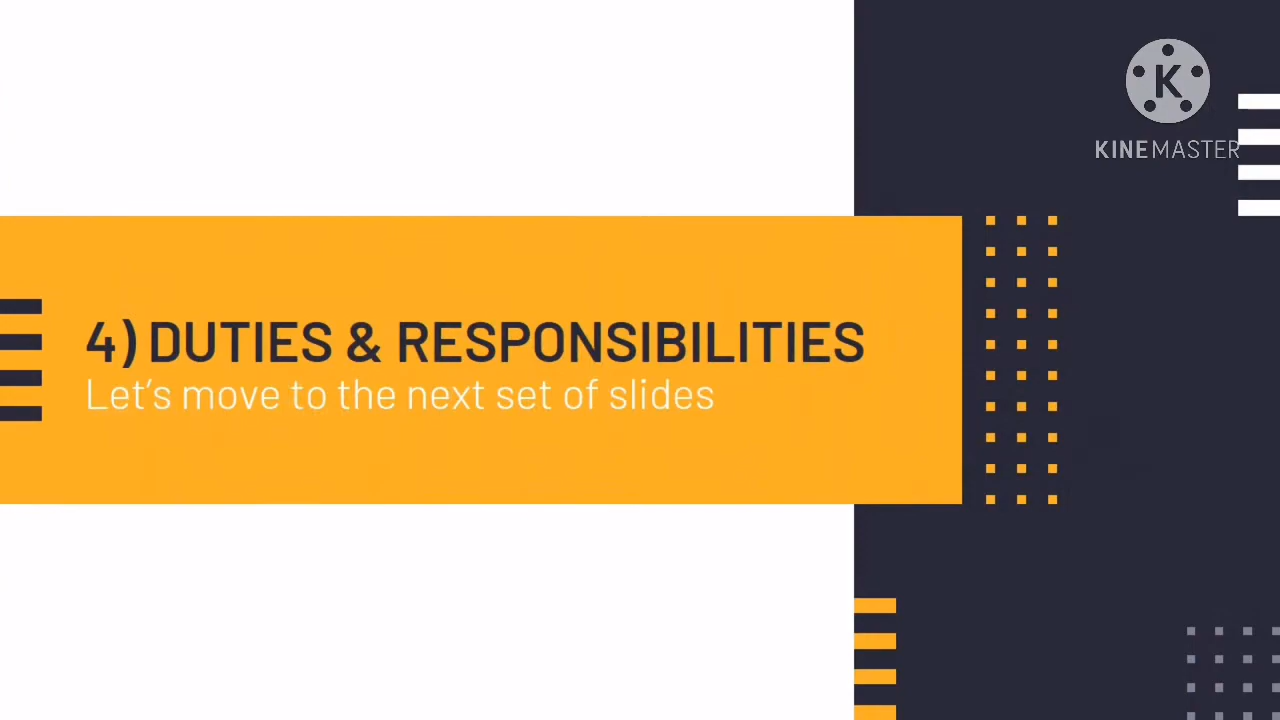 K
KINEMASTER
4) DUTIES & RESPONSIBILITIES
Let's move to the next set of slides